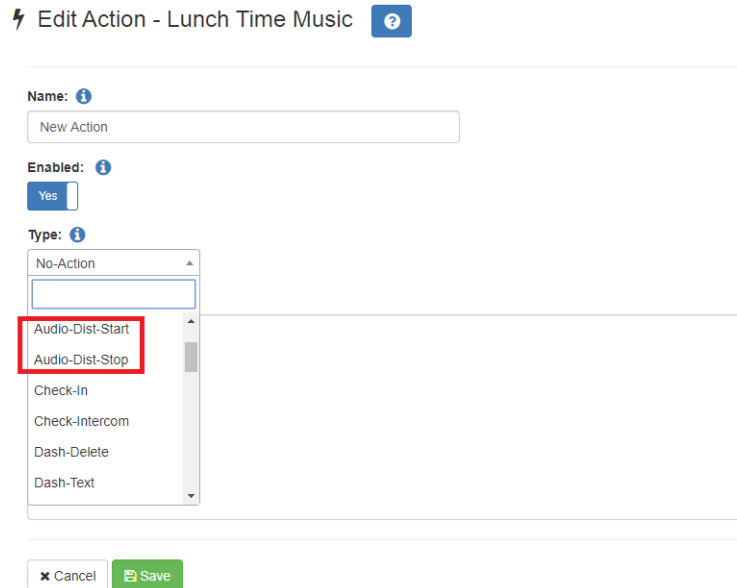 Edit Action - Lunch Time Music
Name:
New Action
Enabled:
Yes
Type:
No-Action
Audio-Dist-Start
Audio-Dist-Stop
Check-In
Check-Intercom
Dash-Delete
Dash-Text
Cancel Save